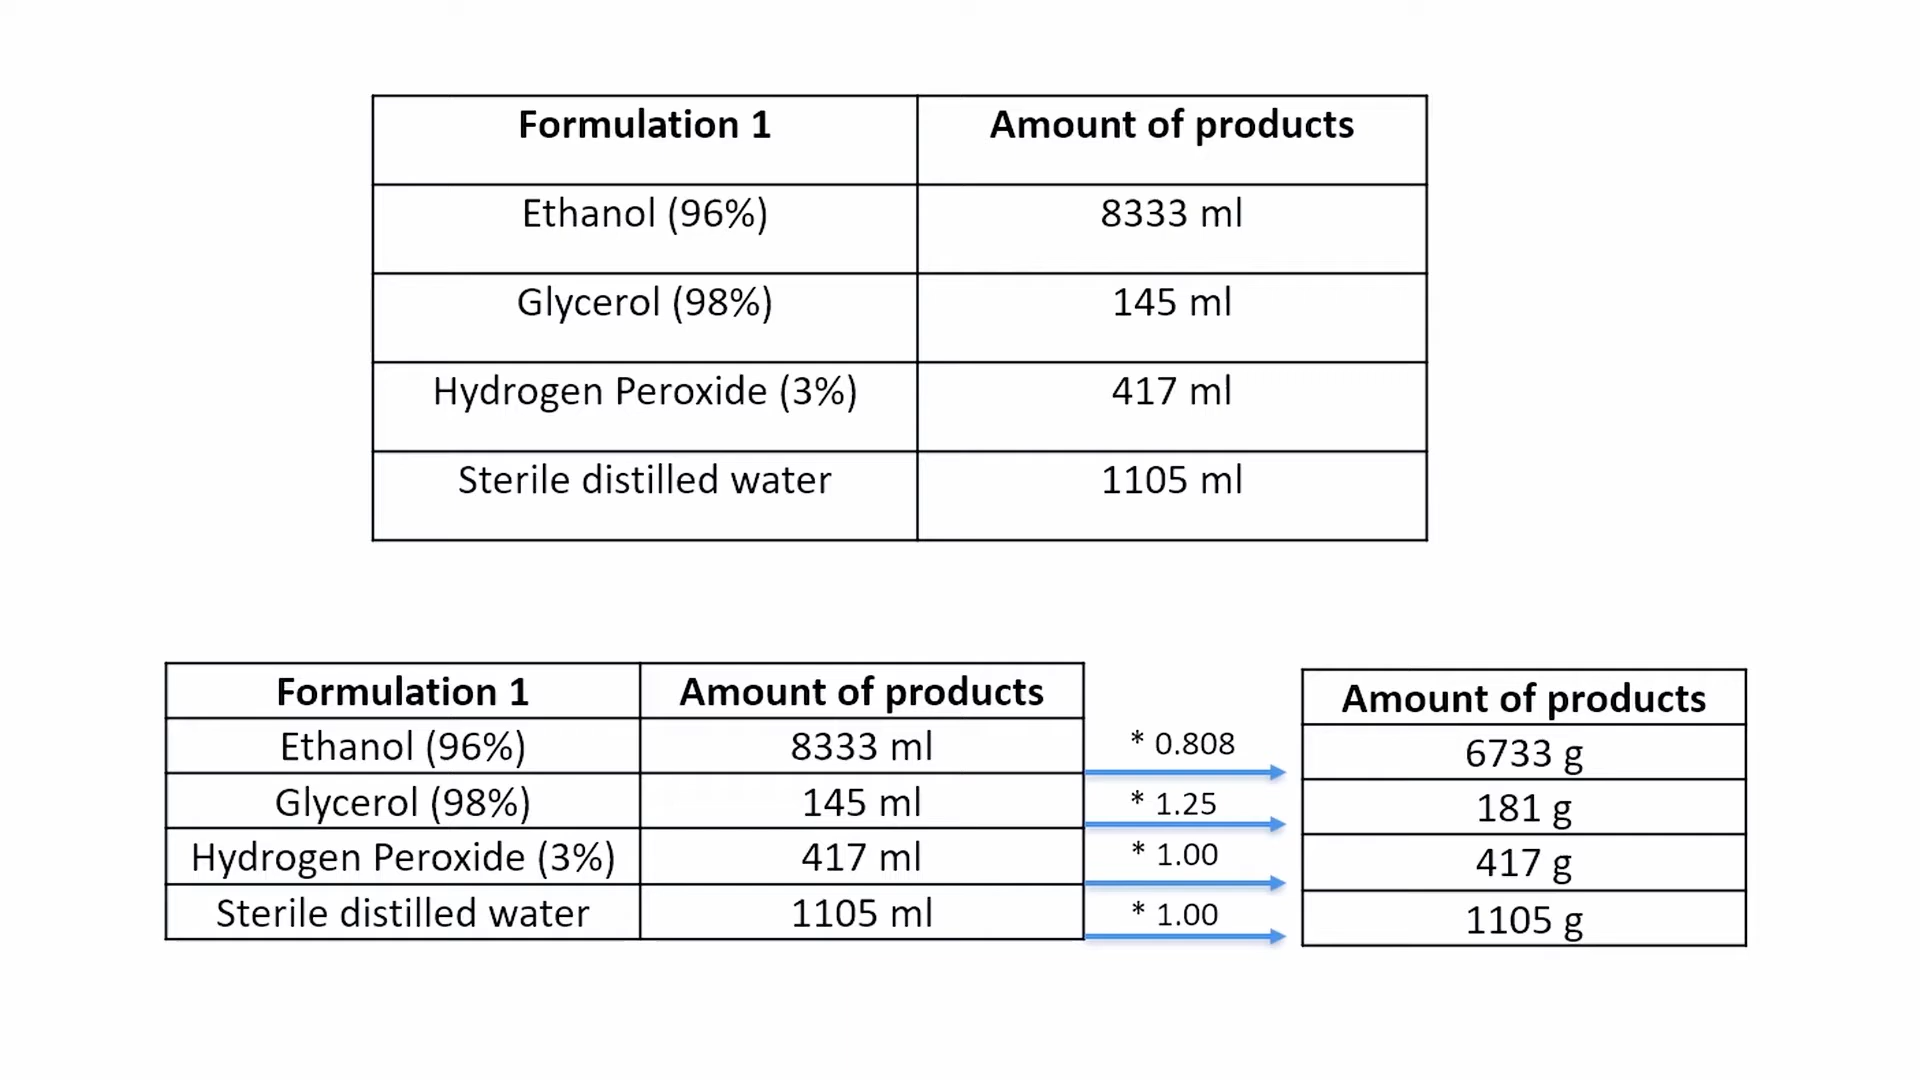 Formulation 1 Amount of products
Ethanol (96%) 8333 ml
Glycerol (98%) 145 ml
Hydrogen Peroxide (3%) 417 ml
Sterile distilled water 1105 ml
Formulation 1 Amount of products Amount of products
Ethanol (96%) 8333 ml * 0.808 6733 g
Glycerol (98%) 145 ml * 1.25 181 g
Hydrogen Peroxide (3%) 417 ml * 1.00 417 g
Sterile distilled water 1105 ml * 1.00 1105 g